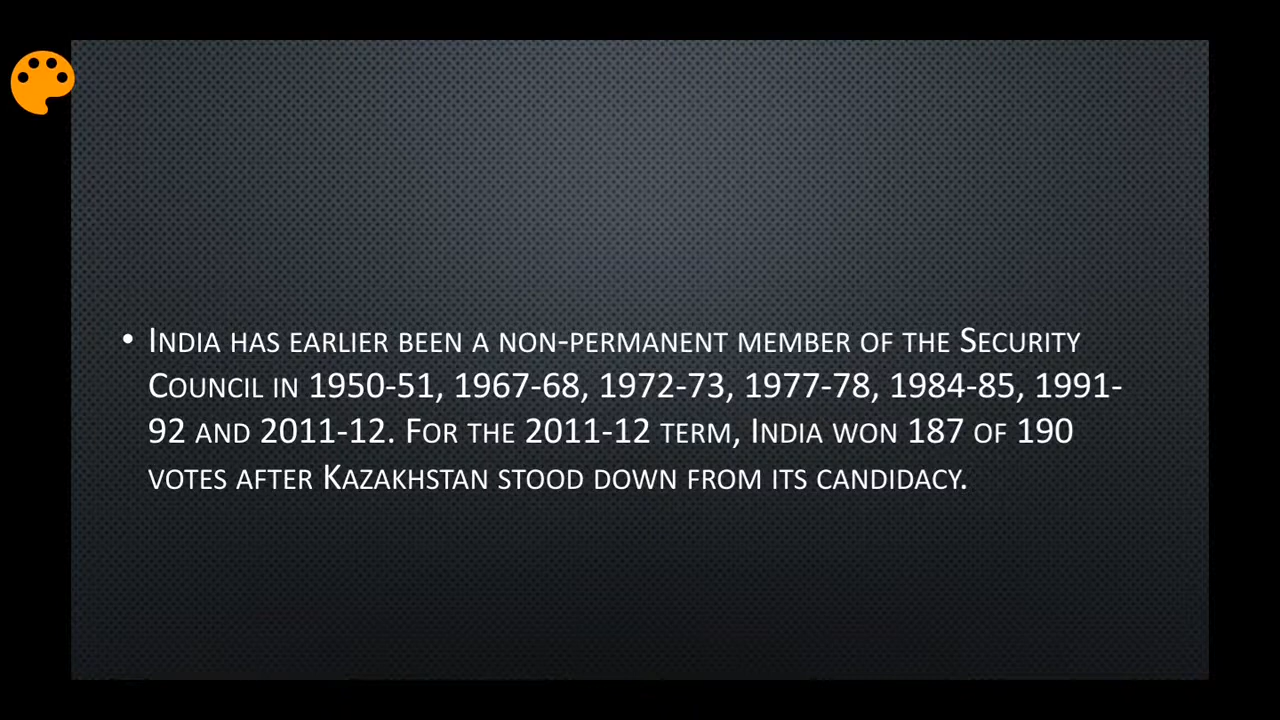 • India has earlier been a non-permanent member of the Security
Council in 1950-51, 1967-68, 1972-73, 1977-78, 1984-85, 1991-
92 and 2011-12. For the 2011-12 term, India won 187 of 190
votes after Kazakhstan stood down from its candidacy.